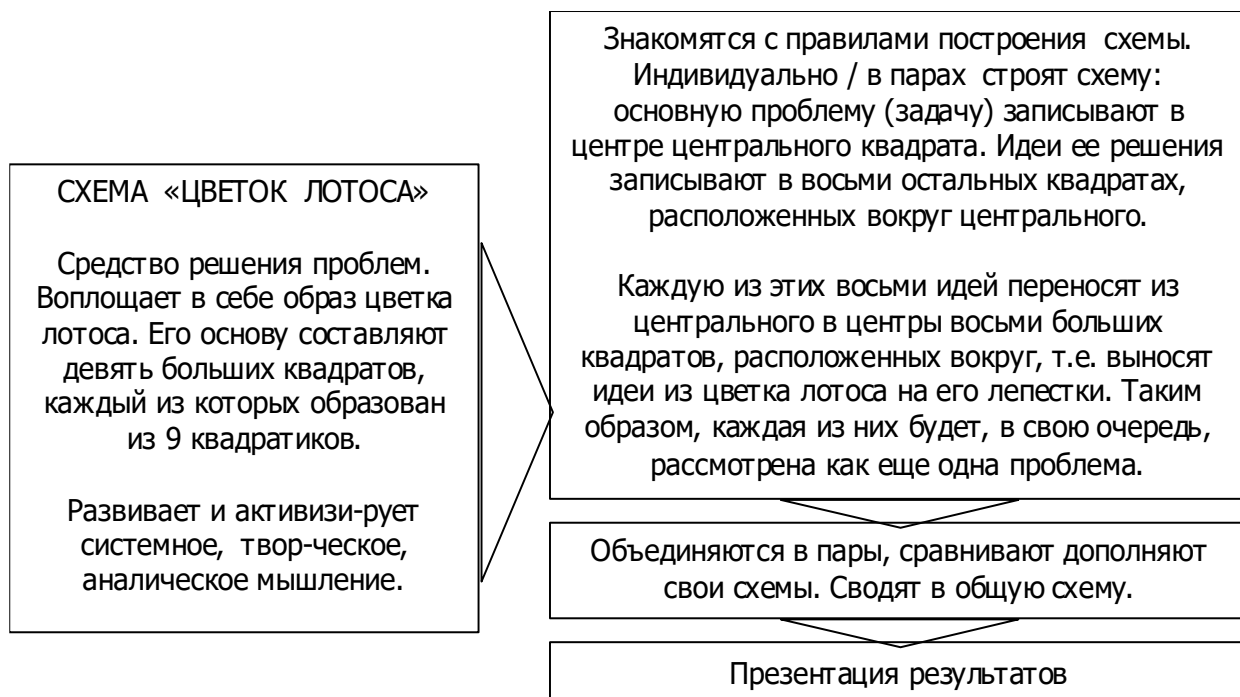 СХЕМА «ЦВЕТОК ЛОТОСА»
Средство решения проблем.
Воплощает в себе образ цветка
лотоса. Его основу составляют
девять больших квадратов,
каждый из которых образован
из 9 квадратиков.
Развивает и активизи-рует
системное, твор-ческое,
аналическое мышление.
Знакомятся с правилами построения схемы.
Индивидуально / в парах строят схему:
основную проблему (задачу) записывают в
центре центрального квадрата. Идеи ее решения
записывают в восьми остальных квадратах,
расположенных вокруг центрального.
Каждую из этих восьми идей переносят из
центрального в центры восьми больших
квадратов, расположенных вокруг, т.е. выносят
идеи из цветка лотоса на его лепестки. Таким
образом, каждая из них будет, в свою очередь,
рассмотрена как еще одна проблема.
Объединяются в пары, сравнивают дополняют
свои схемы. Сводят в общую схему.
Презентация результатов